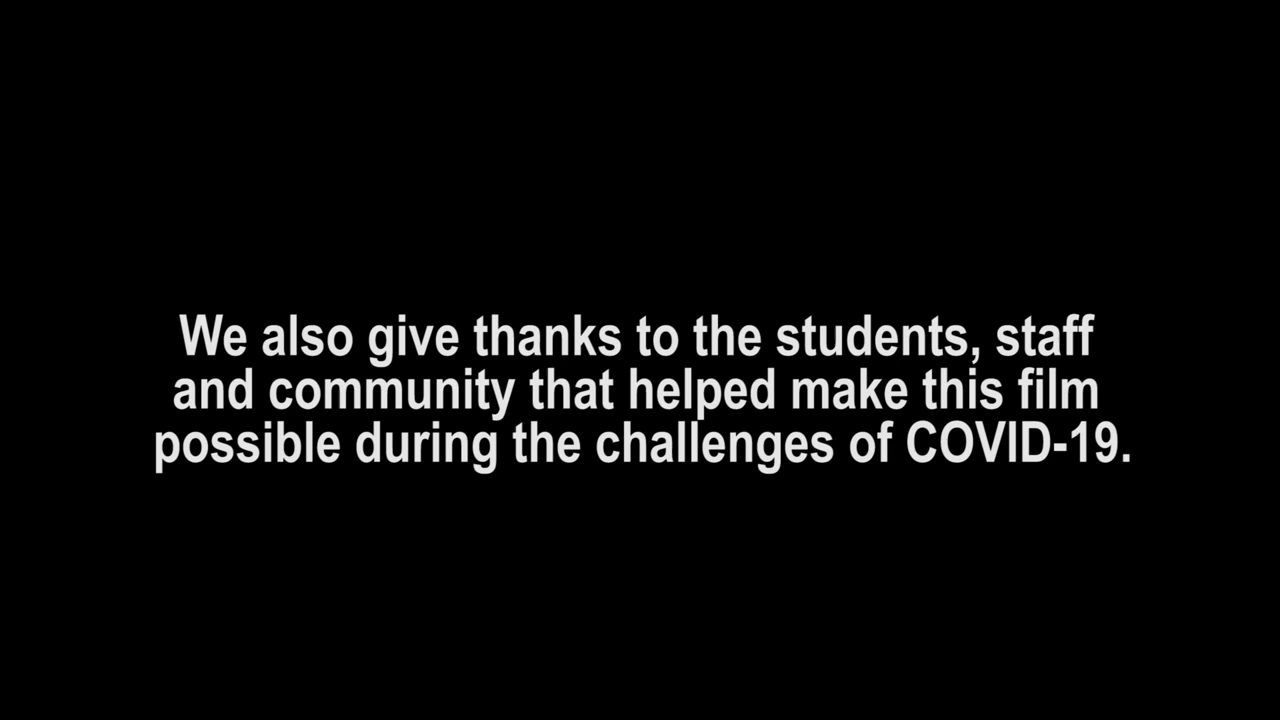 We also give thanks to the students, staff
and community that helped make this film
possible during the challenges of COVID-19.